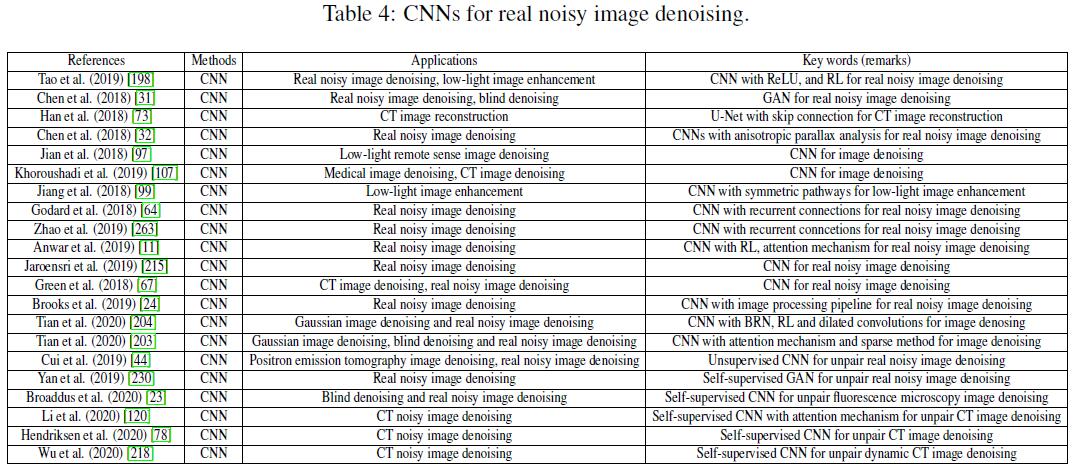 Table 4: CNNs for real noisy image denoising.
References Methods Applications Key words (remarks)
Tao et al. (2019) [198] CNN Real noisy image denoising, low-light image enhancement CNN with ReLU, and RL for real noisy image denoising
Chen et al. (2018) [31] CNN Real noisy image denoising, blind denoising GAN for real noisy image denoising
Han et al. (2018) [73] CNN CT image reconstruction U-Net with skip connection for CT image reconstruction
Chen et al. (2018) [32] CNN Real noisy image denoising CNNs with anisotropic parallax analysis for real noisy image denoising
Jian et al. (2018) [97] CNN Low-light remote sense image denoising CNN for image denoising
Khoroushadi et al. (2019) [107] CNN Medical image denoising, CT image denoising CNN for image denoising
Jiang et al. (2018) [99] CNN Low-light image enhancement CNN with symmetric pathways for low-light image enhancement
Godard et al. (2018) [64] CNN Real noisy image denoising CNN with recurrent connections for real noisy image denoising
Zhao et al. (2019) [263] CNN Real noisy image denoising CNN with recurrent conncetions for real noisy image denoising
Anwar et al. (2019) [11] CNN Real noisy image denoising CNN with RL, attention mechanism for real noisy image denoising
Jaroensri et al. (2019) [215] CNN Real noisy image denoising CNN for real noisy image denoising
Green et al. (2018) [67] CNN CT image denoising, real noisy image denoising CNN for real noisy image denoising
Brooks et al. (2019) [24] CNN Real noisy image denoising CNN with image processing pipeline for real noisy image denoising
Tian et al. (2020) [204] CNN Gaussian image denoising and real noisy image denoising CNN with BRN, RL and dilated convolutions for image denosing
Tian et al. (2020) [203] CNN Gaussian image denoising, blind denoising and real noisy image denoising CNN with attention mechanism and sparse method for image denoising
Cui et al. (2019) [44] CNN Positron emission tomography image denoising, real noisy image denoising Unsupervised CNN for unpair real noisy image denoising
Yan et al. (2019) [230] CNN Real noisy image denoising Self-supervised GAN for unpair real noisy image denoising
Broaddus et al. (2020) [23] CNN Blind denoising and real noisy image denoising Self-supervised CNN for unpair fluorescence microscopy image denoising
Li et al. (2020) [120] CNN CT noisy image denoising Self-supervised CNN with attention mechanism for unpair CT image denoising
Hendriksen et al. (2020) [78] CNN CT noisy image denoising Self-supervised CNN for unpair CT image denoising
Wu et al. (2020) [218] CNN CT noisy image denoising Self-supervised CNN for unpair dynamic CT image denoising